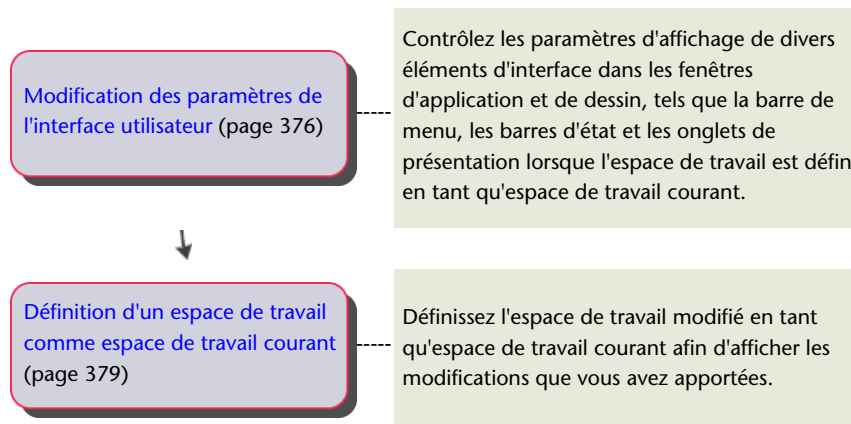 Modification des paramètres de
l'interface utilisateur (page 376)
Contrôlez les paramètres d'affichage de divers
éléments d'interface dans les fenêtres
d'application et de dessin, tels que la barre de
menu, les barres d'état et les onglets de
présentation lorsque l'espace de travail est défin
en tant qu'espace de travail courant.
Définition d'un espace de travail
comme espace de travail courant
(page 379)
Définissez l'espace de travail modifié en tant
qu'espace de travail courant afin d'afficher les
modifications que vous avez apportées.